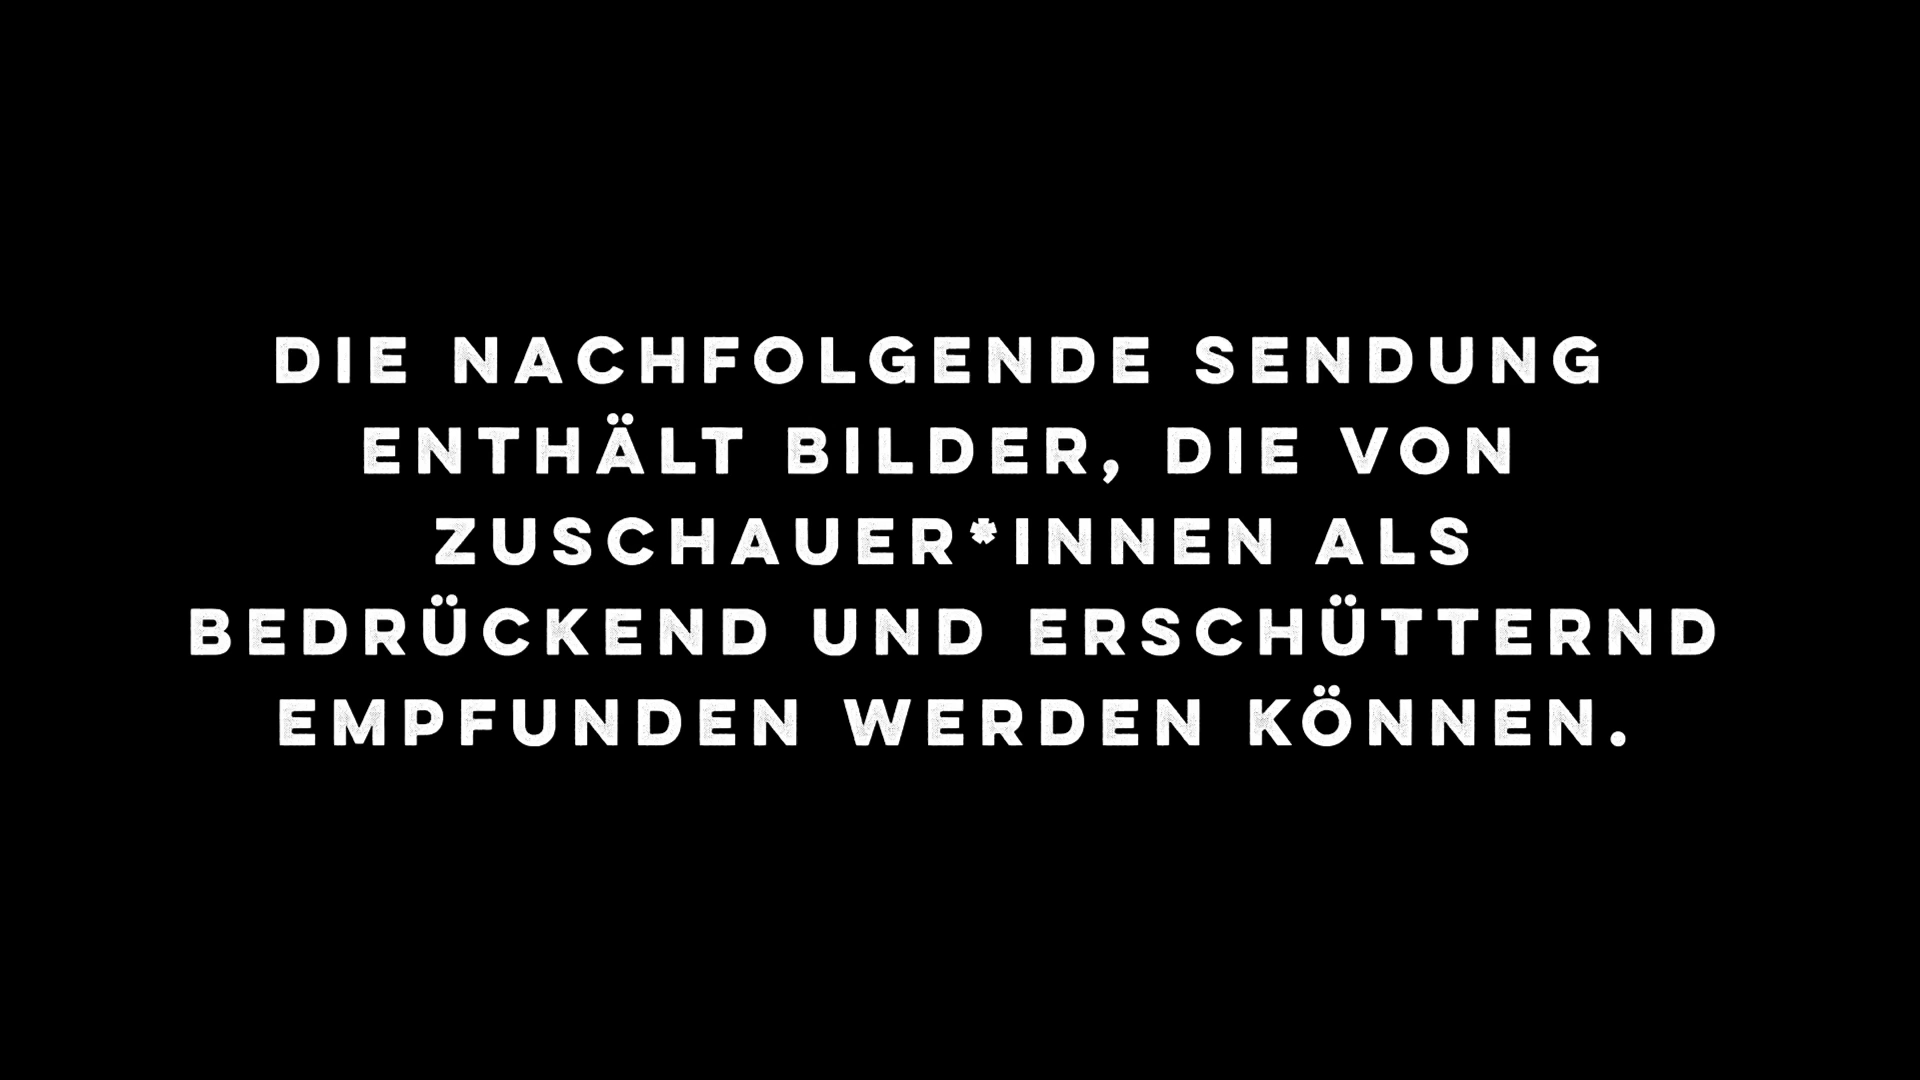 DIE NACHFOLGENDE SENDUNG
ENTHÄLT BILDER, DIE VON
ZUSCHAUER*INNEN ALS
BEDRÜCKEND UND ERSCHÜTTERND
EMPFUNDEN WERDEN KÖNNEN.